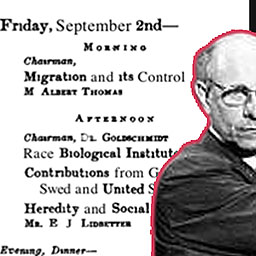 Friday, September 2nd—
MORNING
Chairman,
Migration and its Control
M ALBERT THOMAS
AFTERNOON
Chairman, DR. GOLDSCHMIDT
Race Biological Institute
Contributions from G
Swed and United S
Heredity and Social
MR. E J LIDBETTER
Evening, Dinner—